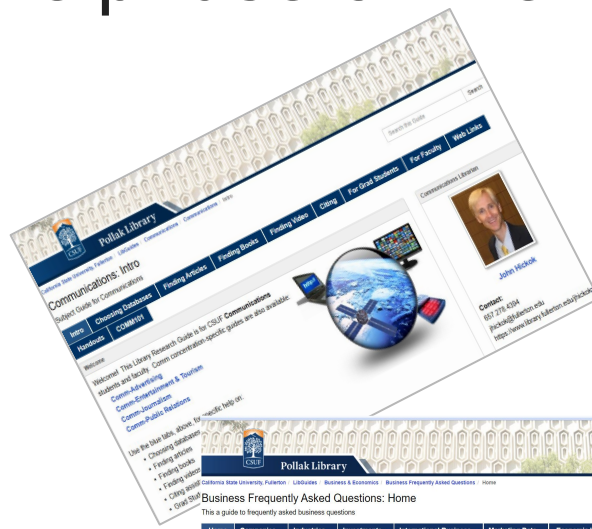 Search this Guide
Search
CSUF
Pollak Library
California State University, Fullerton / LibGuides / Communications / Communications / Intro
Communications: Intro
Subject Guide for Communications
Intro
Choosing Databases
Finding Articles
Finding Books
Finding Video
Citing
For Grad Students
For Faculty
Web Links
Handouts
COMM101
Welcome
Welcome! This Library Research Guide is for CSUF Communications
students and faculty. Comm concentration-specific guides are also available:
Comm-Advertising
Comm-Entertainment & Tourism
Comm-Journalism
Comm-Public Relations
Use the blue tabs, above, for specific help on:
• Choosing databases
• Finding articles
• Finding books
• Finding videos
• Citing
• Grad
Communications Librarian
John Hickok
Contact:
657 278 4394
jhickok@fullerton.edu
CSUF
Pollak Library
California State University, Fullerton / LibGuides / Business & Economics / Business Frequently Asked Questions / Home
Business Frequently Asked Questions: Home
This a guide to frequently asked business questions